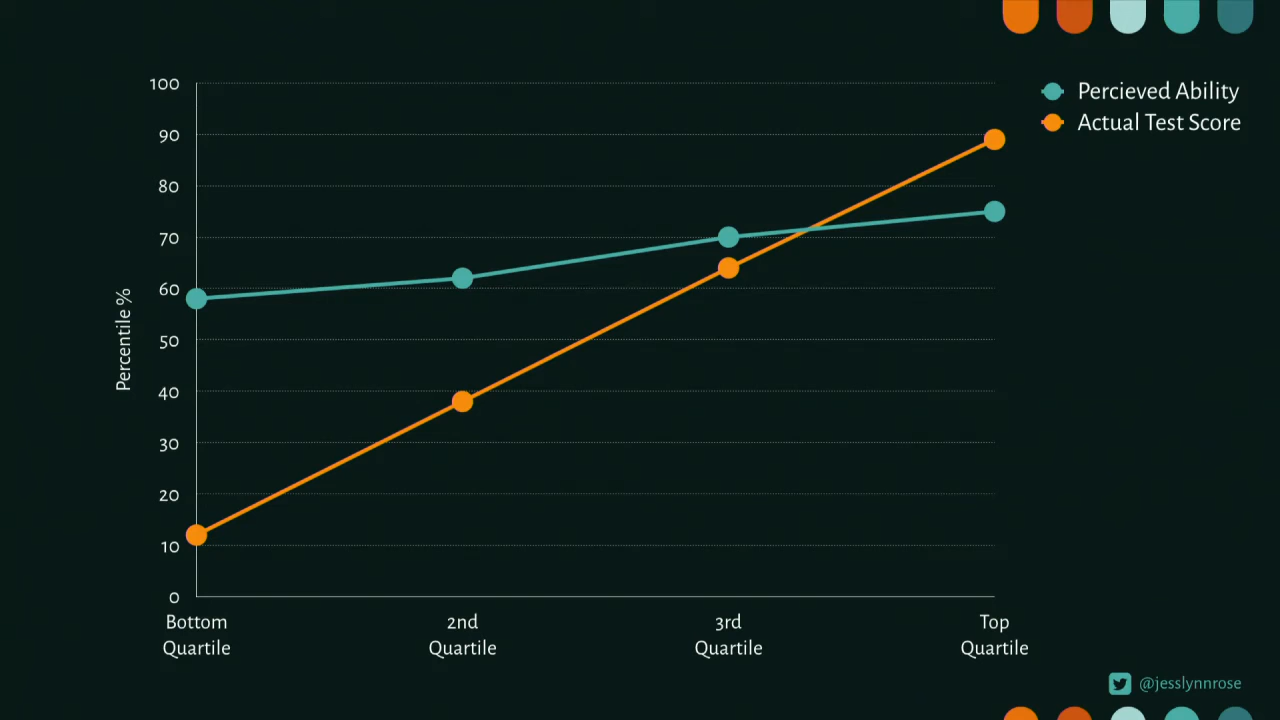 Percieved Ability
Actual Test Score
100
90
80
70
60
50
40
30
20
10
0
Percentile %
Bottom
Quartile
2nd
Quartile
3rd
Quartile
Top
Quartile
@jesslynnrose